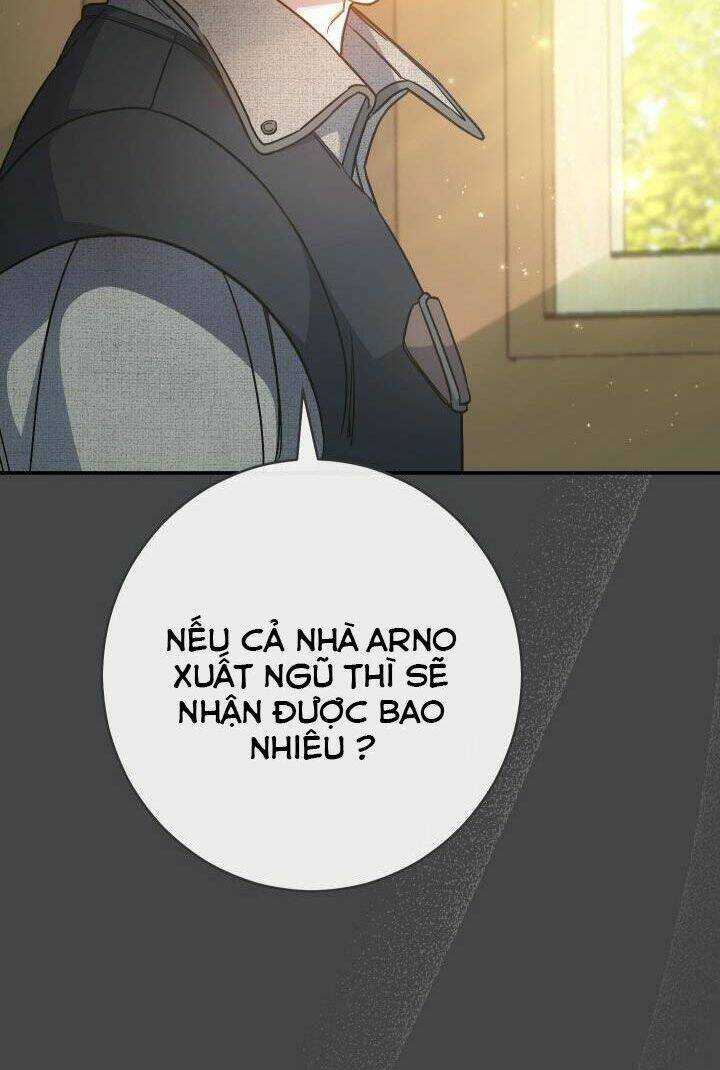 NẾU CẢ NHÀ ARNO
XUẤT NGŨ THÌ SẼ
NHẬN ĐƯỢC BAO
NHIÊU ?